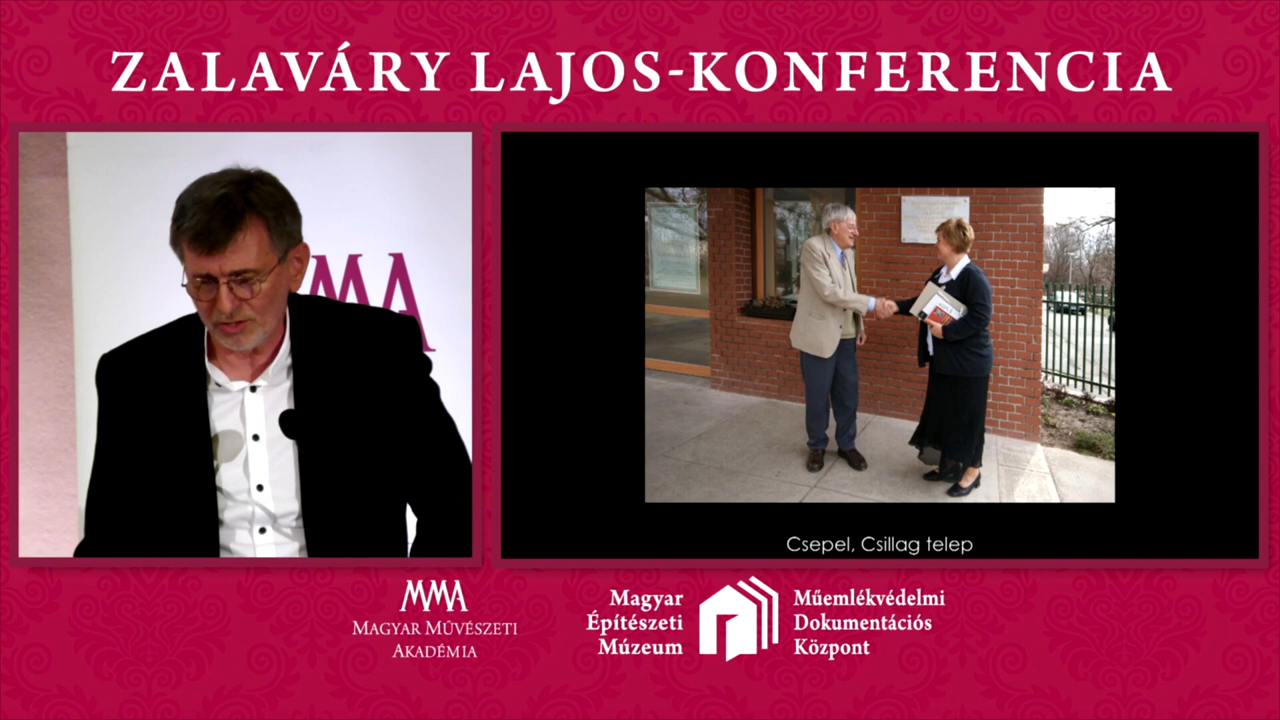 ZALAVÁRY LAJOS-KONFERENCIA
MMA
Csepel, Csillag telep
MMA
MAGYAR MŰVÉSZETI
AKADÉMIA
Magyar
Építészeti
Múzeum
Műemlékvédelmi
Dokumentációs
Központ